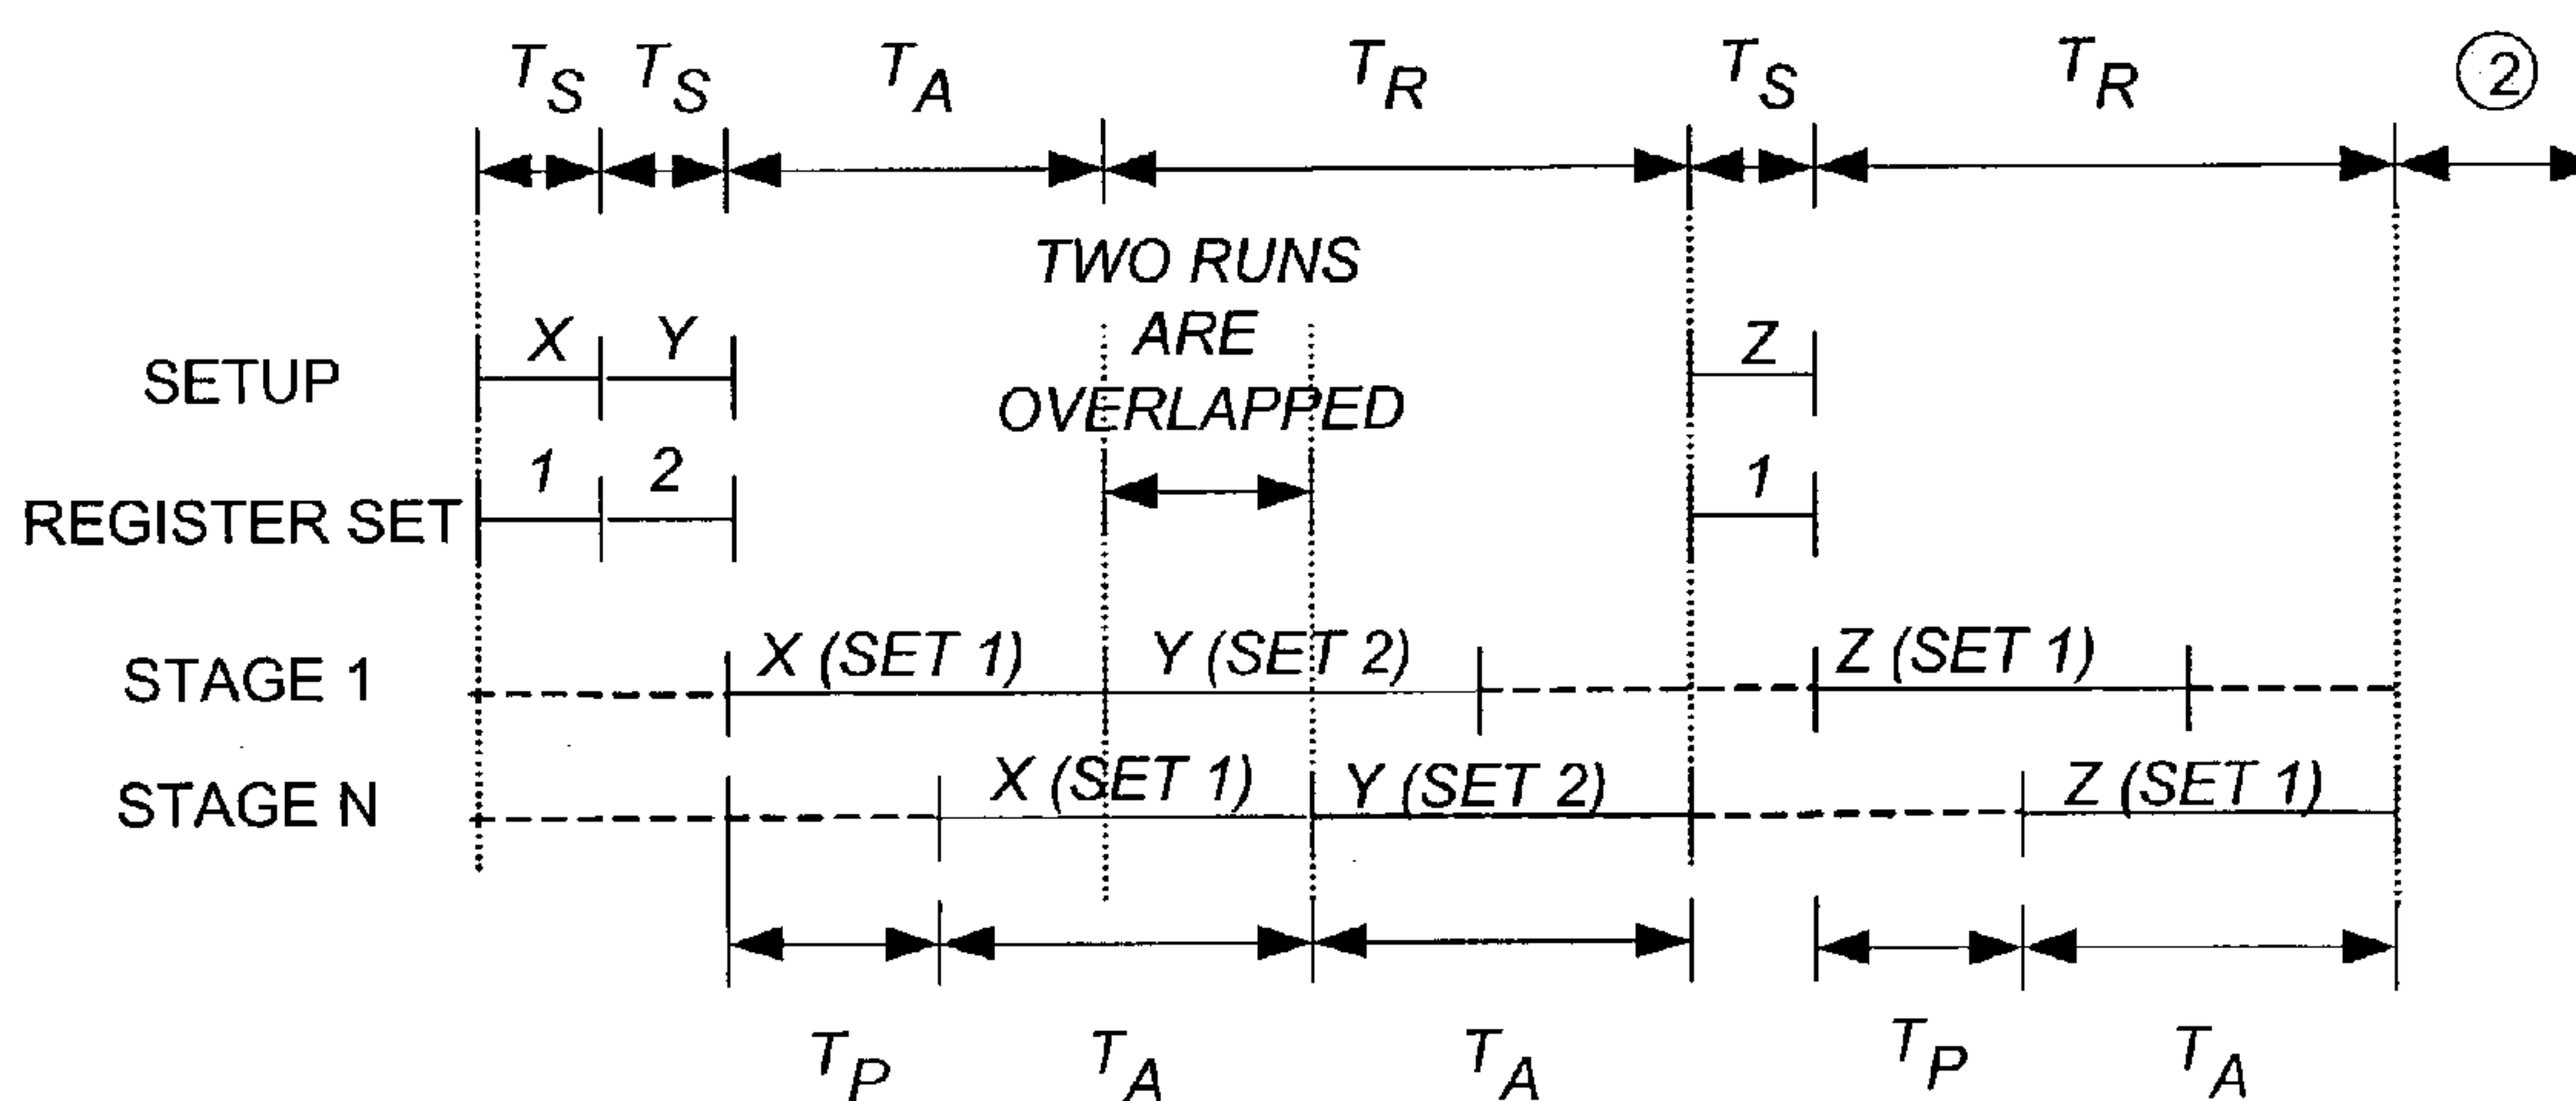 T_S T_S T_A T_R T_S T_R ②
TWO RUNS
ARE
OVERLAPPED
SETUP X Y Z
REGISTER SET 1 2 1
STAGE 1 X (SET 1) Y (SET 2) Z (SET 1)
STAGE N X (SET 1) Y (SET 2) Z (SET 1)
T_P T_A T_A T_P T_A